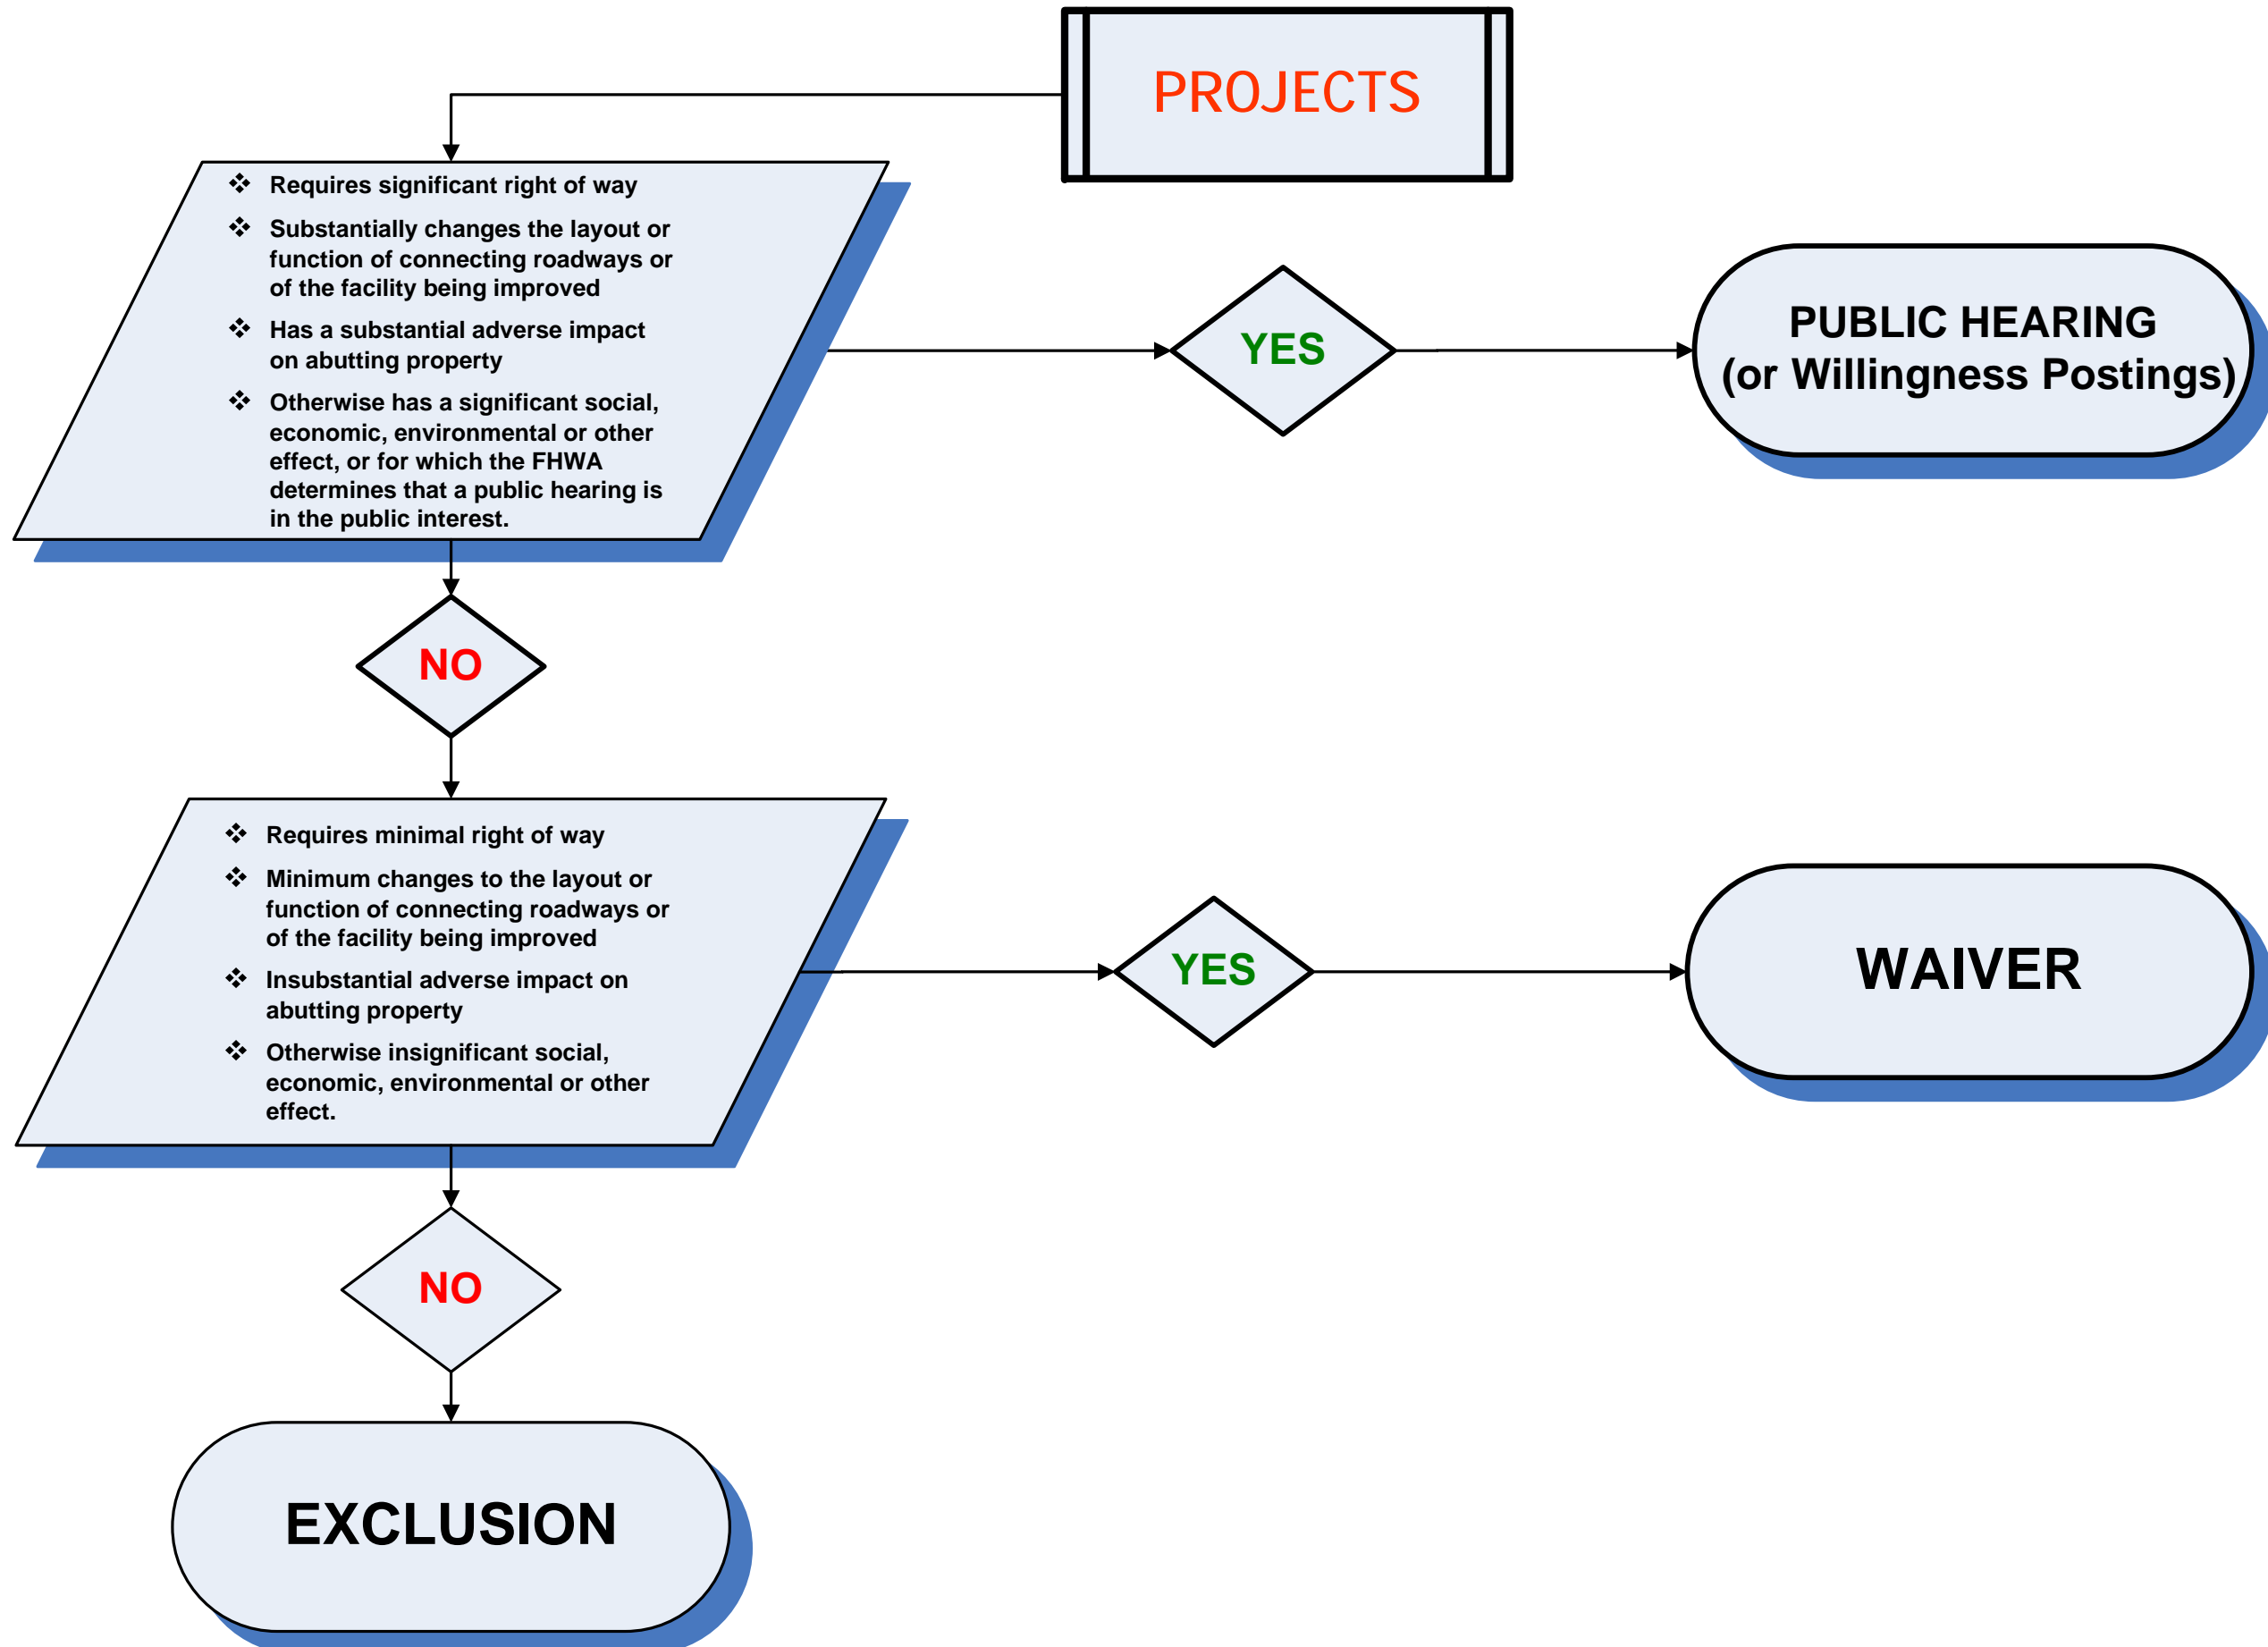 PROJECTS
❖ Requires significant right of way
❖ Substantially changes the layout or
function of connecting roadways or
of the facility being improved
❖ Has a substantial adverse impact
on abutting property
❖ Otherwise has a significant social,
economic, environmental or other
effect, or for which the FHWA
determines that a public hearing is
in the public interest.
YES
PUBLIC HEARING
(or Willingness Postings)
NO
❖ Requires minimal right of way
❖ Minimum changes to the layout or
function of connecting roadways or
of the facility being improved
❖ Insubstantial adverse impact on
abutting property
❖ Otherwise insignificant social,
economic, environmental or other
effect.
YES
WAIVER
NO
EXCLUSION